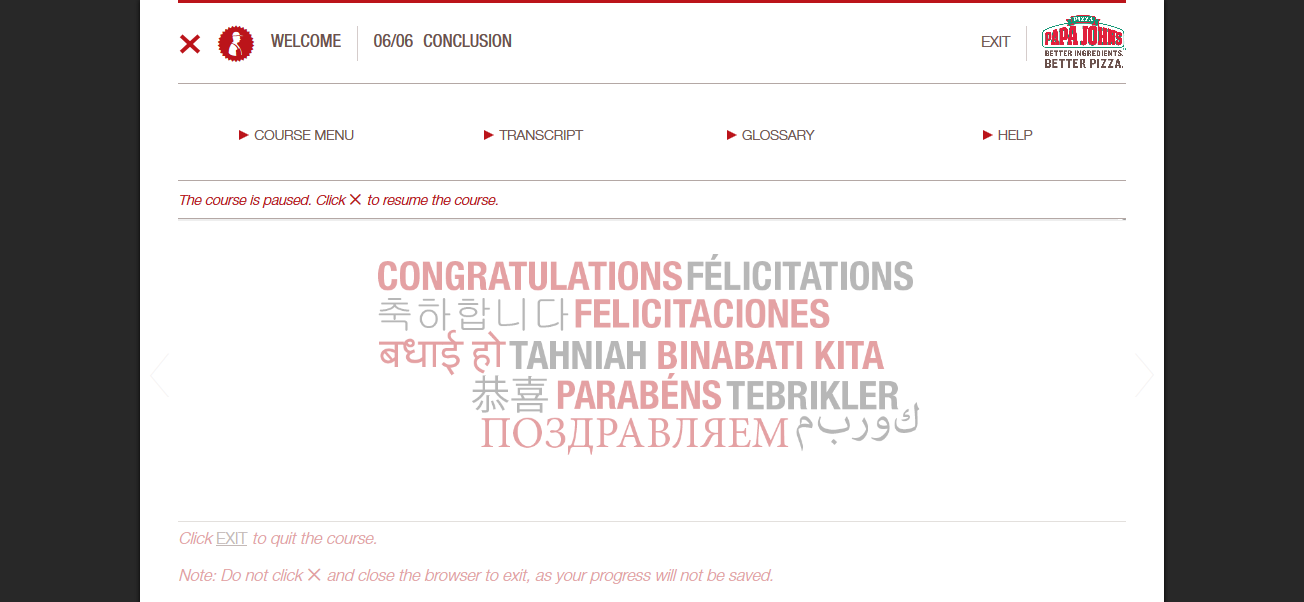 WELCOME 06/06 CONCLUSION EXIT
PIZZA
PAPA JOHNS
BETTER INGREDIENTS.
BETTER PIZZA.
COURSE MENU TRANSCRIPT GLOSSARY HELP
The course is paused. Click X to resume the course.
CONGRATULATIONS FÉLICITATIONS
축하합니다 FELICITACIONES
बधाई हो TAHNIAH BINABATI KITA
恭喜 PARABÉNS TEBRIKLER
ПОЗДРАВЛЯЕМ مبروك
Click EXIT to quit the course.
Note: Do not click X and close the browser to exit, as your progress will not be saved.